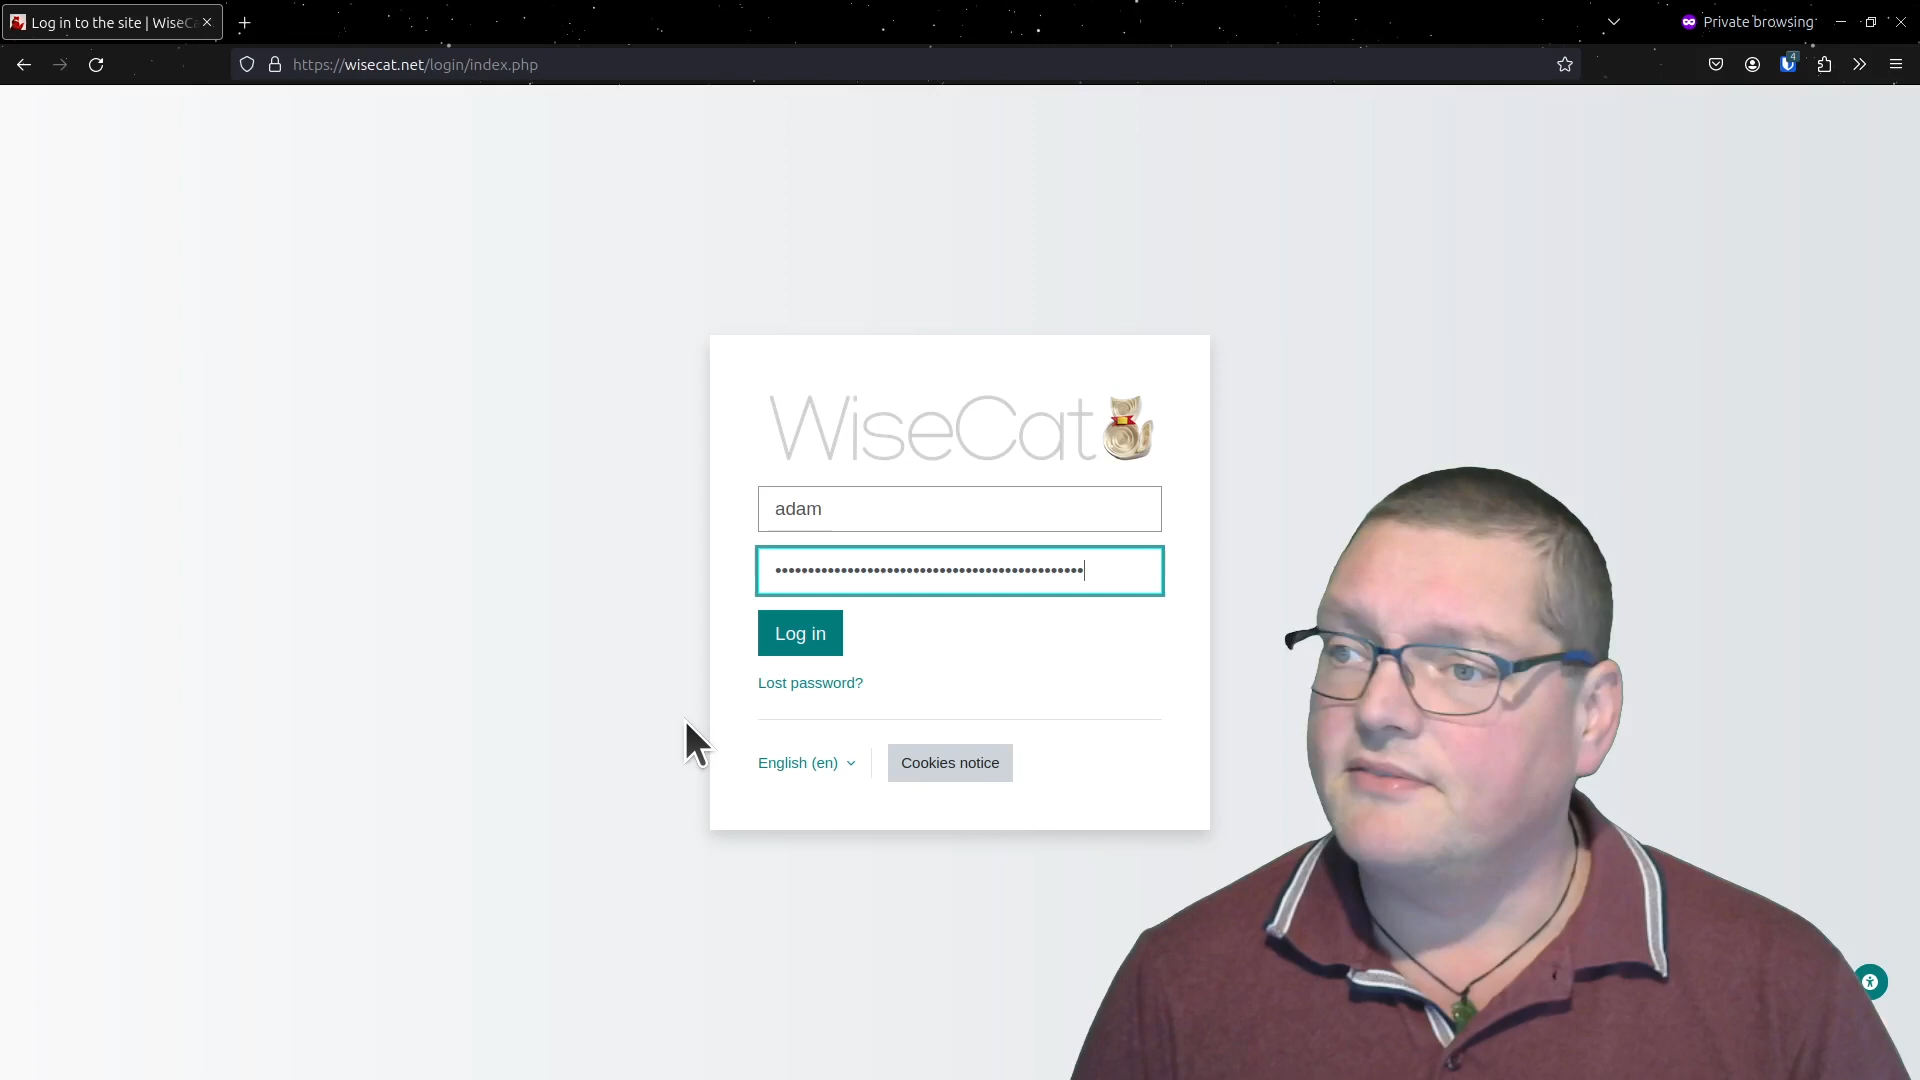 Log in to the site | WiseC
Private browsing
https://wisecat.net/login/index.php
4
WiseCat
adam
••••••••••••••••••••••••••••••••••••••••••••••••
Log in
Lost password?
English (en)
Cookies notice